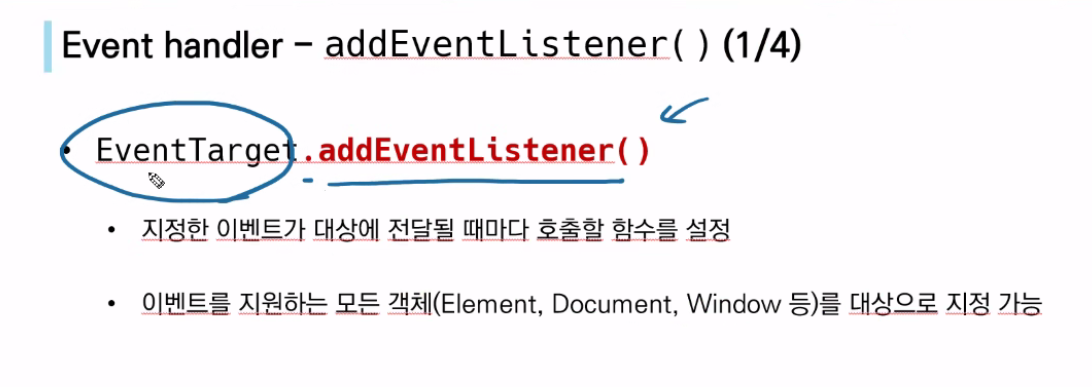 Event handler – addEventListener() (1/4)
• EventTarget.addEventListener()
• 지정한 이벤트가 대상에 전달될 때마다 호출할 함수를 설정
• 이벤트를 지원하는 모든 객체(Element, Document, Window 등)를 대상으로 지정 가능